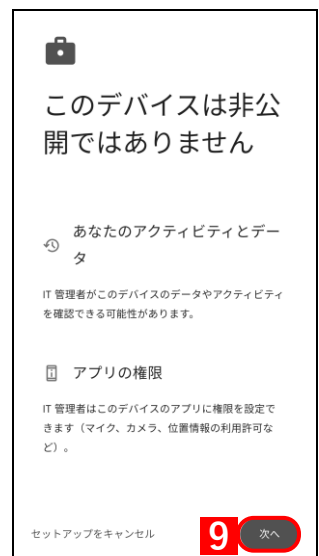 このデバイスは非公
開ではありません
あなたのアクティビティとデー
タ
IT 管理者がこのデバイスのデータやアクティビティ
を確認できる可能性があります。
アプリの権限
IT 管理者はこのデバイスのアプリに権限を設定で
きます（マイク、カメラ、位置情報の利用許可な
ど）。
セットアップをキャンセル 9 次へ